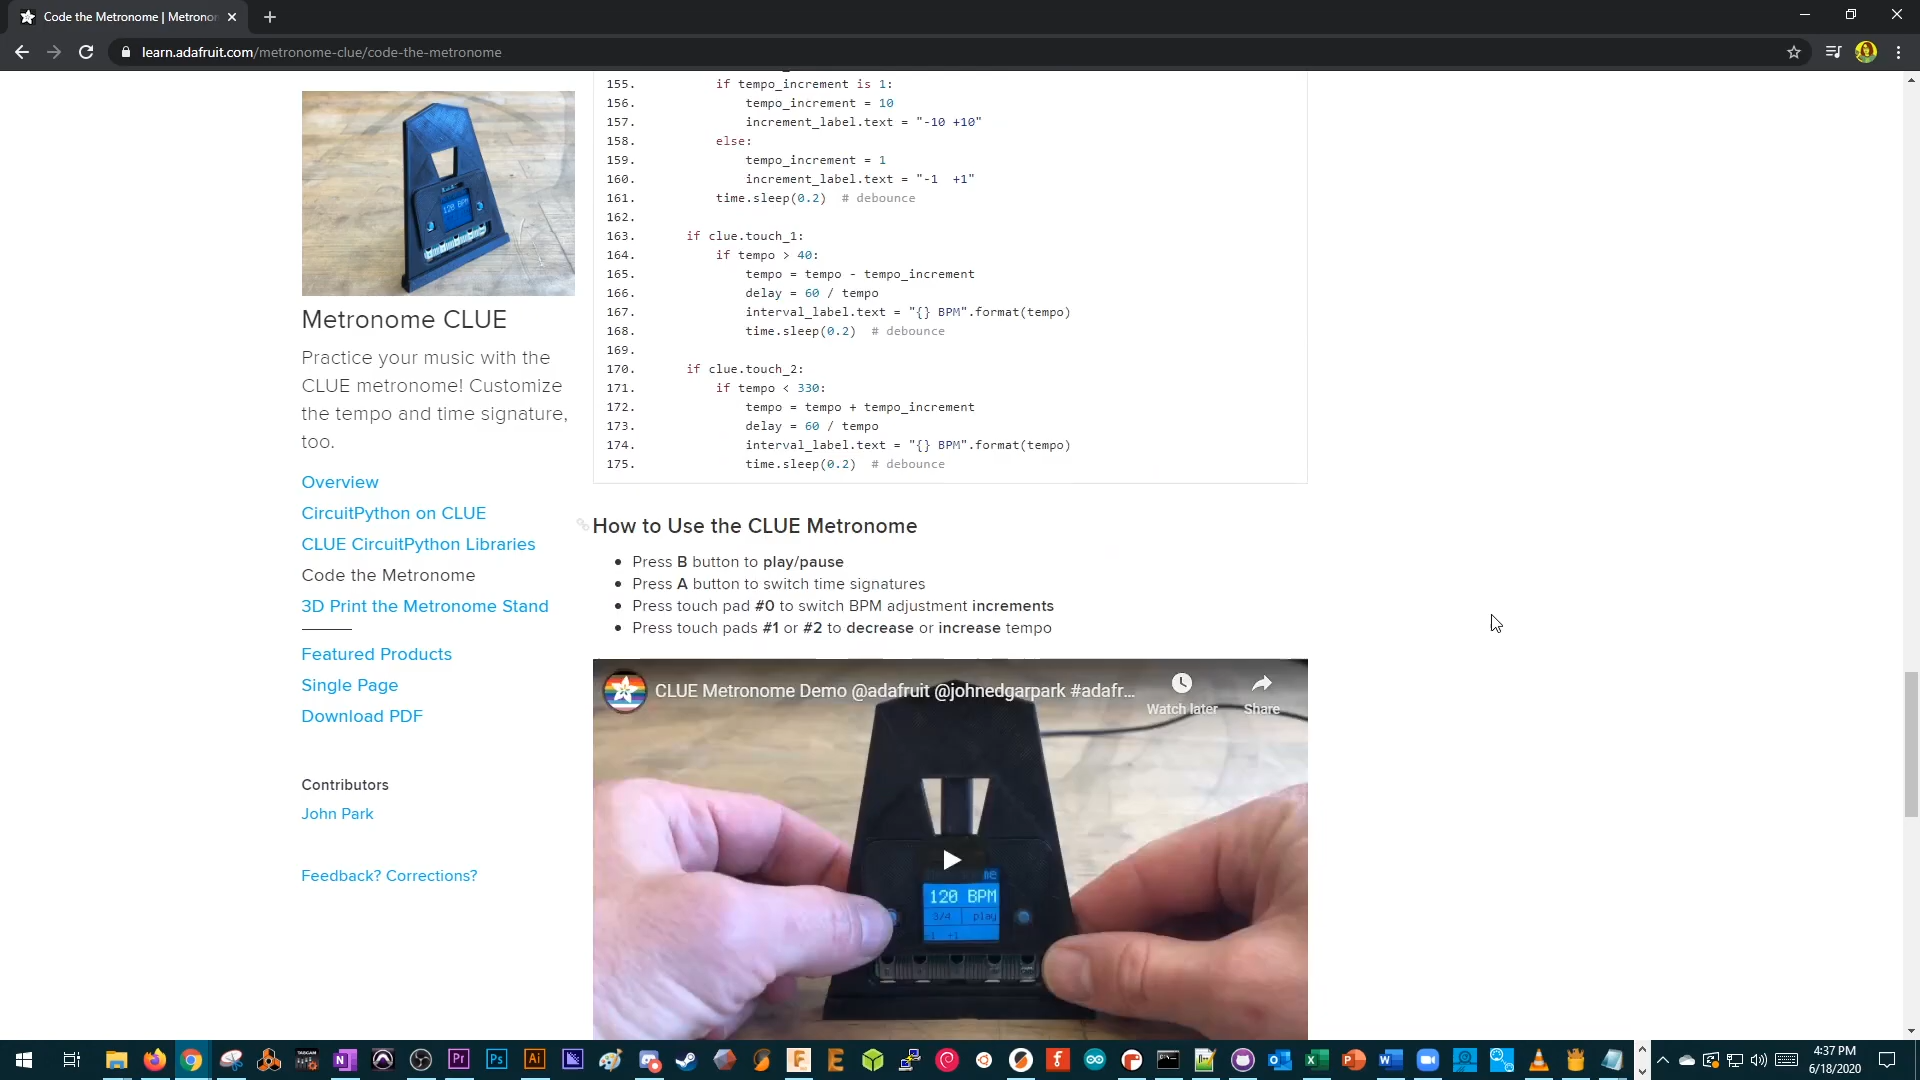 Code the Metronome | Metronor
learn.adafruit.com/metronome-clue/code-the-metronome
155. if tempo_increment is 1:
156. tempo_increment = 10
157. increment_label.text = "-10 +10"
158. else:
159. tempo_increment = 1
160. increment_label.text = "-1  +1"
161. time.sleep(0.2)  # debounce
162.
163. if clue.touch_1:
164. if tempo > 40:
165. tempo = tempo - tempo_increment
166. delay = 60 / tempo
167. interval_label.text = "{} BPM".format(tempo)
168. time.sleep(0.2)  # debounce
169.
170. if clue.touch_2:
171. if tempo < 330:
172. tempo = tempo + tempo_increment
173. delay = 60 / tempo
174. interval_label.text = "{} BPM".format(tempo)
175. time.sleep(0.2)  # debounce
120 BPM
Metronome CLUE
Practice your music with the
CLUE metronome! Customize
the tempo and time signature,
too.
Overview
CircuitPython on CLUE
CLUE CircuitPython Libraries
Code the Metronome
3D Print the Metronome Stand
Featured Products
Single Page
Download PDF
Contributors
John Park
Feedback? Corrections?
How to Use the CLUE Metronome
Press B button to play/pause
Press A button to switch time signatures
Press touch pad #0 to switch BPM adjustment increments
Press touch pads #1 or #2 to decrease or increase tempo
CLUE Metronome Demo @adafruit @johnedgarpark #adafr...
Watch later
Share
120 BPM
3/4 play
-1 +1
4:37 PM
6/18/2020